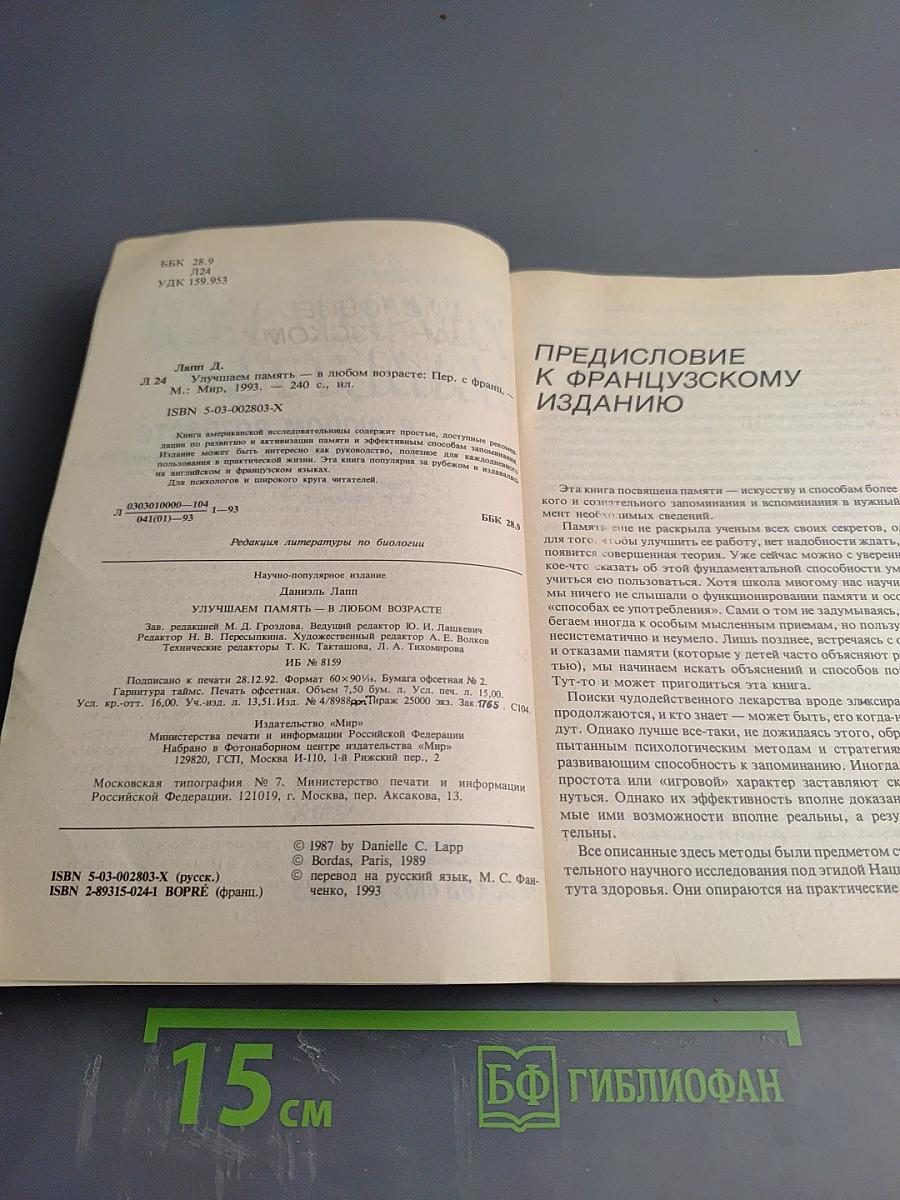 ББК 28.9
Л24
УДК 159.953
Лапп Д.
Л 24 Улучшаем память — в любом возрасте: Пер. с франц. —
М.: Мир, 1993. — 240 с., ил.
ISBN 5-03-002803-X
Книга американской исследовательницы содержит простые, доступные рекомен-
дации по развитию и активизации памяти и эффективным способам запоминания.
Издание может быть интересно как руководство, полезное для каждодневного
пользования в практической жизни. Эта книга популярна за рубежом и издавалась
на английском и французском языках.
Для психологов и широкого круга читателей.
Л 0303010000—104 1—93
041(01)—93
ББК 28.9
Редакция литературы по биологии
Научно-популярное издание
Даниэль Лапп
УЛУЧШАЕМ ПАМЯТЬ — В ЛЮБОМ ВОЗРАСТЕ
Зав. редакцией М. Д. Гроздова. Ведущий редактор Ю. И. Лашкевич
Редактор Н. В. Пересыпкина. Художественный редактор А. Е. Волков
Технические редакторы Т. К. Такташова, Л. А. Тихомирова
ИБ № 8159
Подписано к печати 28.12.92. Формат 60×90 1/16. Бумага офсетная № 2.
Гарнитура таймс. Печать офсетная. Объем 7,50 бум. л. Усл. печ. л. 15,00.
Усл. кр.-отт. 16,00. Уч.-изд. л. 13,51. Изд. № 4/8988 доп. Тираж 25000 экз. Зак. 1765. С104.
Издательство «Мир»
Министерства печати и информации Российской Федерации
Набрано в Фотонаборном центре издательства «Мир»
129820, ГСП, Москва И-110, 1-й Рижский пер., 2
Московская типография № 7. Министерство печати и информации
Российской Федерации. 121019, г. Москва, пер. Аксакова, 13.
© 1987 by Danielle C. Lapp
© Bordas, Paris, 1989
© перевод на русский язык, М. С. Фан-
ченко, 1993
ISBN 5-03-002803-X (русск.)
ISBN 2-89315-024-1 BOPRÉ (франц.)
ПРЕДИСЛОВИЕ
К ФРАНЦУЗСКОМУ
ИЗДАНИЮ
Эта книга посвящена памяти — искусству и способам более
кого и сознательного запоминания и вспоминания в нужный
мент необходимых сведений.
Память еще не раскрыла ученым всех своих секретов, о
для того, чтобы улучшить ее работу, нет надобности ждать,
появится совершенная теория. Уже сейчас можно с уверен
кое-что сказать об этой фундаментальной способности ум
учиться ею пользоваться. Хотя школа многому нас научи
мы ничего не слышали о функционировании памяти и осо
«способах ее употребления». Сами о том не задумываясь,
бегаем иногда к особым мысленным приемам, но пользу
несистематично и неумело. Лишь позднее, встречаясь с
и отказами памяти (которые у детей часто объясняют р
тью), мы начинаем искать объяснений и способов по
Тут-то и может пригодиться эта книга.
Поиски чудодейственного лекарства вроде эликсира
продолжаются, и кто знает — может быть, его когда-н
дут. Однако лучше все-таки, не дожидаясь этого, обр
пытанным психологическим методам и стратегиям
развивающим способность к запоминанию. Иногда
простота или «игровой» характер заставляют ск
нуться. Однако их эффективность вполне доказан
мые ими возможности вполне реальны, а резу
тельны.
Все описанные здесь методы были предметом с
тельного научного исследования под эгидой Наци
тута здоровья. Они опираются на практические
15 см
БФ ГИБЛИОФАН